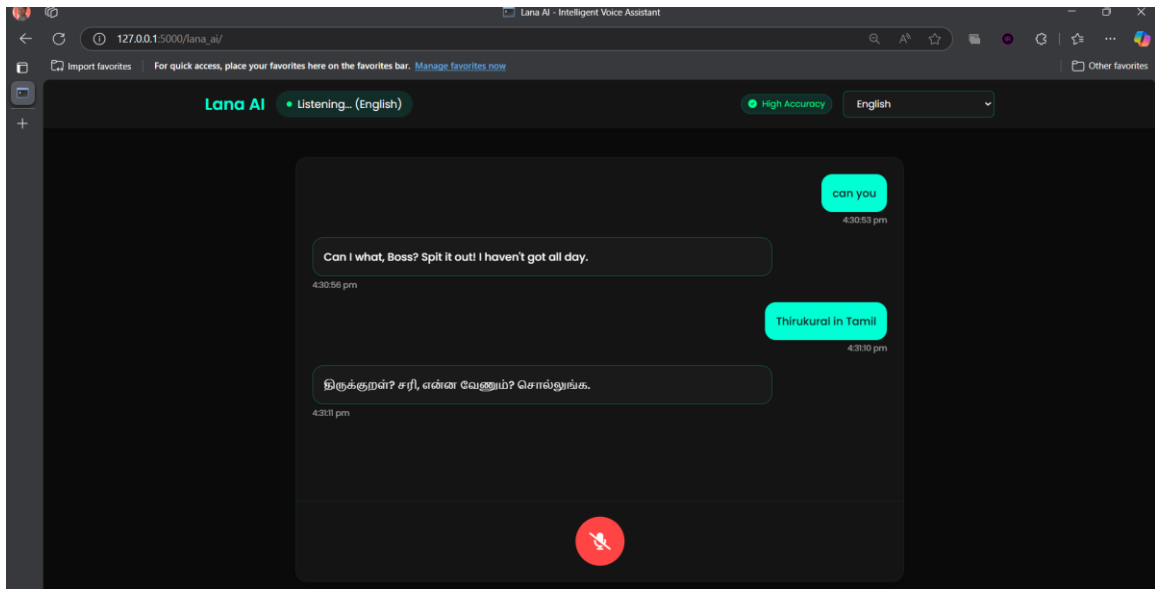 Lana AI - Intelligent Voice Assistant
127.0.0.1:5000/lana_ai/
Import favorites
For quick access, place your favorites here on the favorites bar. Manage favorites now
Other favorites
Lana AI
Listening... (English)
High Accuracy
English
can you
4:30:53 pm
Can I what, Boss? Spit it out! I haven't got all day.
4:30:56 pm
Thirukural in Tamil
4:31:10 pm
திருக்குறள்? சரி, என்ன வேணும்? சொல்லுங்க.
4:31:11 pm